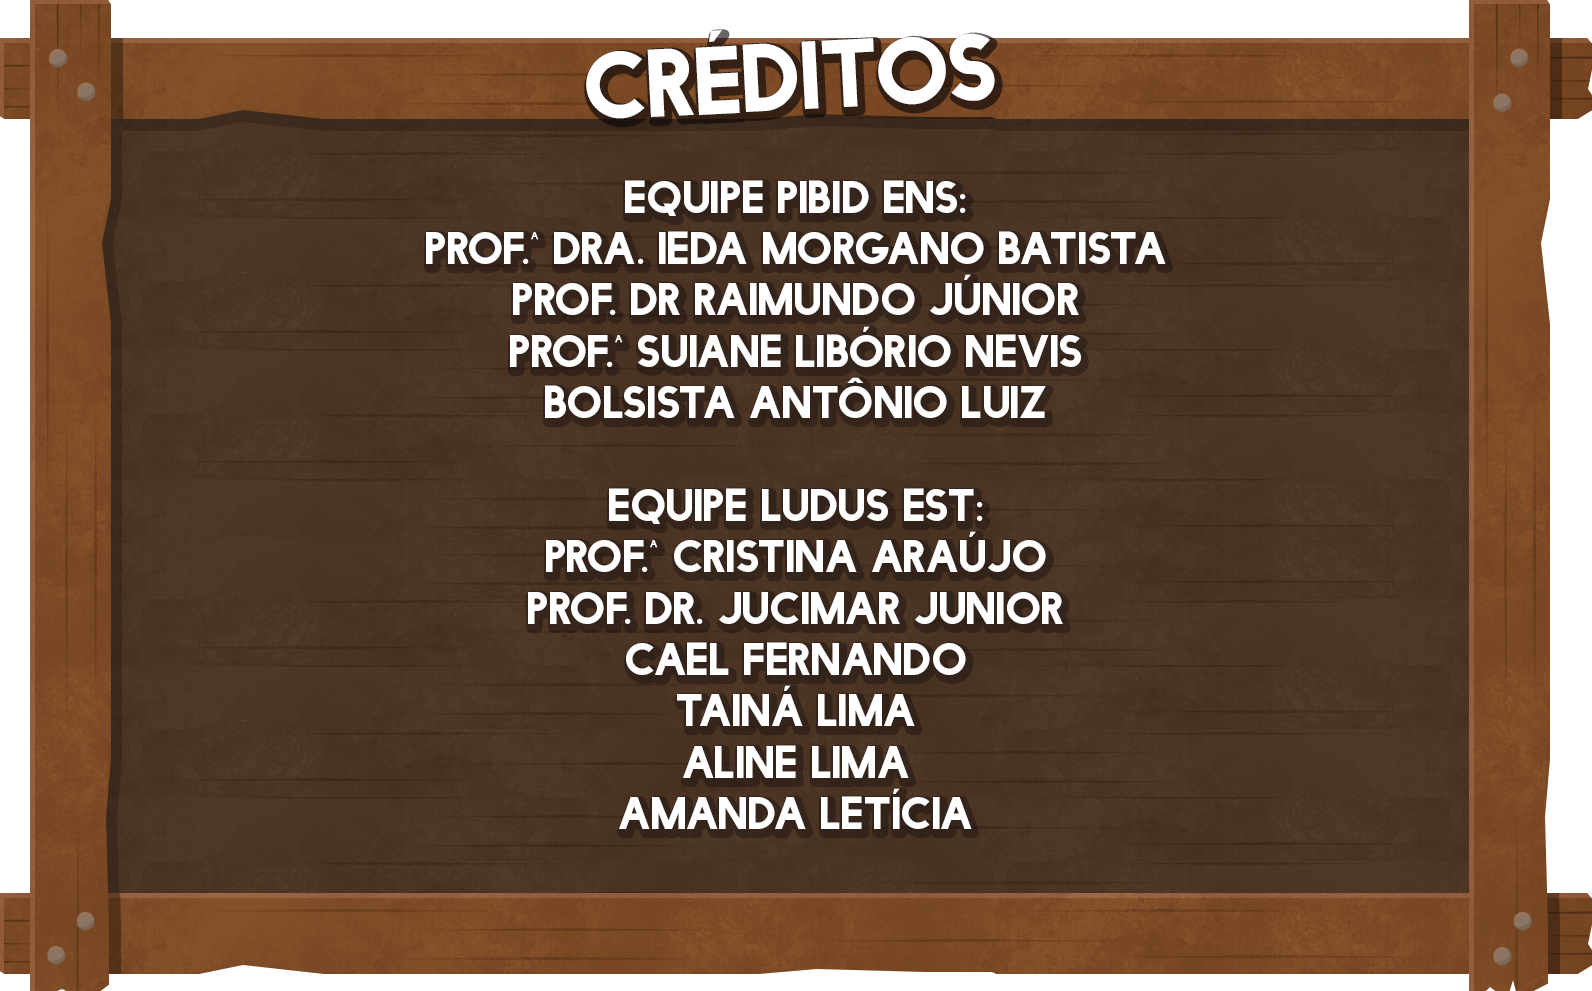 CRÉDITOS
EQUIPE PIBID ENS:
PROF.ª DRA. IEDA MORGANO BATISTA
PROF. DR RAIMUNDO JÚNIOR
PROF.ª SUIANE LIBÓRIO NEVIS
BOLSISTA ANTÔNIO LUIZ
EQUIPE LUDUS EST:
PROF.ª CRISTINA ARAÚJO
PROF. DR. JUCIMAR JUNIOR
CAEL FERNANDO
TAINÁ LIMA
ALINE LIMA
AMANDA LETÍCIA